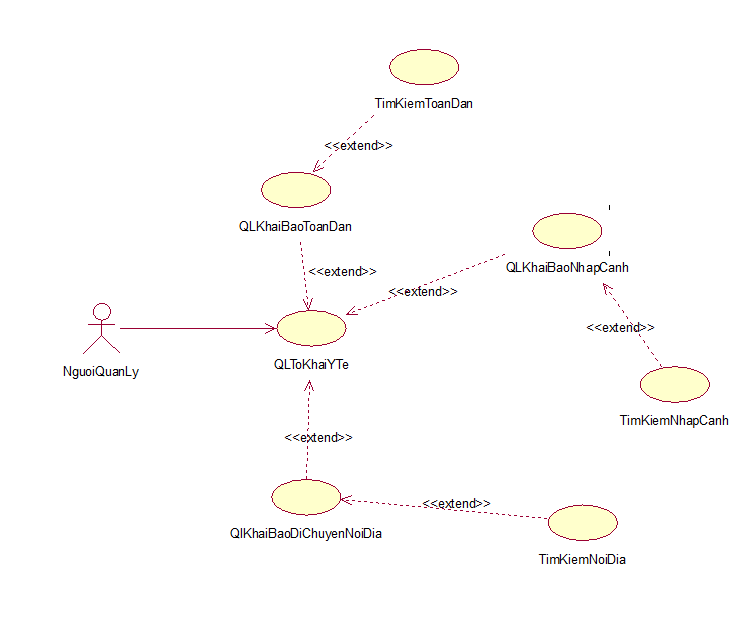 TimKiemToanDan
<<extend>>
QLKhaiBaoToanDan
<<extend>>
QLKhaiBaoNhapCanh
<<extend>>
<<extend>>
NguoiQuanLy
QLToKhaiYTe
TimKiemNhapCanh
<<extend>>
QlKhaiBaoDiChuyenNoiDia
<<extend>>
TimKiemNoiDia